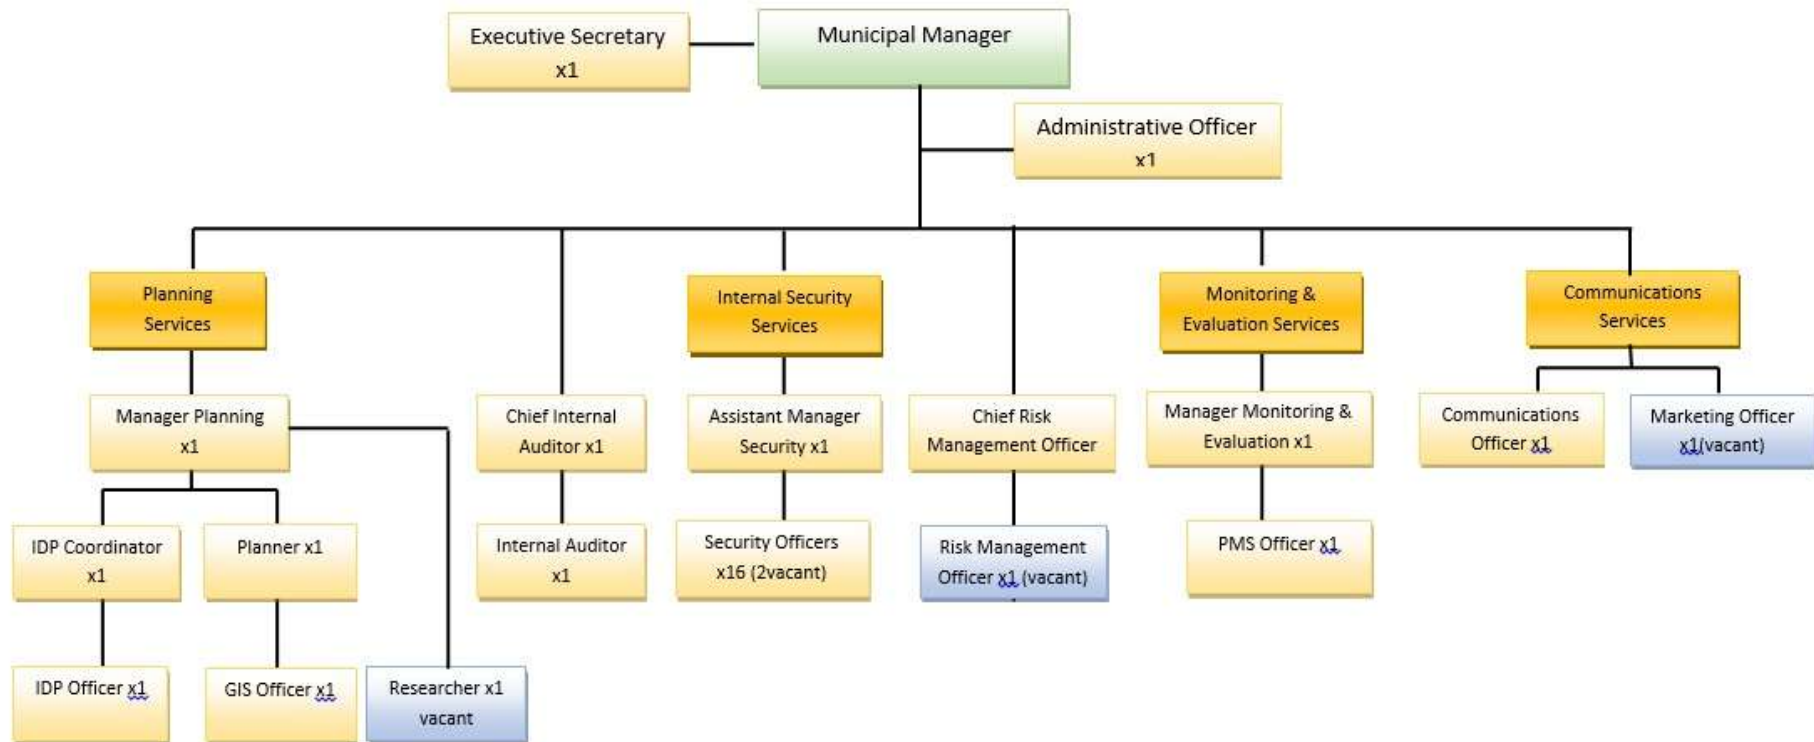 Executive Secretary
x1
Municipal Manager
Administrative Officer
x1
Planning
Services
Internal Security
Services
Monitoring &
Evaluation Services
Communications
Services
Manager Planning
x1
Chief Internal
Auditor x1
Assistant Manager
Security x1
Chief Risk
Management Officer
Manager Monitoring &
Evaluation x1
Communications
Officer x1
Marketing Officer
x1(vacant)
IDP Coordinator
x1
Planner x1
Internal Auditor
x1
Security Officers
x16 (2vacant)
Risk Management
Officer x1 (vacant)
PMS Officer x1
IDP Officer x1
GIS Officer x1
Researcher x1
vacant